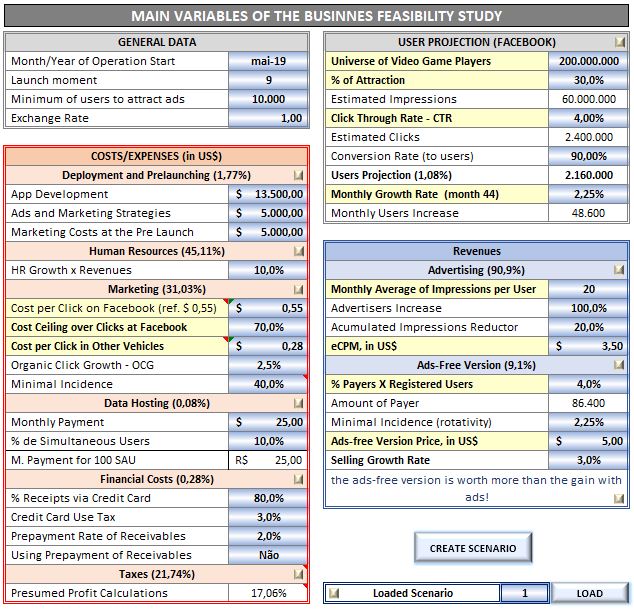 MAIN VARIABLES OF THE BUSINNES FEASIBILITY STUDY
GENERAL DATA
Month/Year of Operation Start mai-19
Launch moment 9
Minimum of users to attract ads 10.000
Exchange Rate 1,00
COSTS/EXPENSES (in US$)
Deployment and Prelaunching (1,77%)
App Development $ 13.500,00
Ads and Marketing Strategies $ 5.000,00
Marketing Costs at the Pre Launch $ 5.000,00
Human Resources (45,11%)
HR Growth x Revenues 10,0%
Marketing (31,03%)
Cost per Click on Facebook (ref. $ 0,55) $ 0,55
Cost Ceiling over Clicks at Facebook 70,0%
Cost per Click in Other Vehicles $ 0,28
Organic Click Growth - OCG 2,5%
Minimal Incidence 40,0%
Data Hosting (0,08%)
Monthly Payment $ 25,00
% de Simultaneous Users 10,0%
M. Payment for 100 SAU R$ 25,00
Financial Costs (0,28%)
% Receipts via Credit Card 80,0%
Credit Card Use Tax 3,0%
Prepayment Rate of Receivables 2,0%
Using Prepayment of Receivables Não
Taxes (21,74%)
Presumed Profit Calculations 17,06%
USER PROJECTION (FACEBOOK)
Universe of Video Game Players 200.000.000
% of Attraction 30,0%
Estimated Impressions 60.000.000
Click Through Rate - CTR 4,00%
Estimated Clicks 2.400.000
Conversion Rate (to users) 90,00%
Users Projection (1,08%) 2.160.000
Monthly Growth Rate (month 44) 2,25%
Monthly Users Increase 48.600
Revenues
Advertising (90,9%)
Monthly Average of Impressions per User 20
Advertisers Increase 100,0%
Acumulated Impressions Reductor 20,0%
eCPM, in US$ $ 3,50
Ads-Free Version (9,1%)
% Payers X Registered Users 4,0%
Amount of Payer 86.400
Minimal Incidence (rotativity) 2,25%
Ads-free Version Price, in US$ $ 5,00
Selling Growth Rate 3,0%
the ads-free version is worth more than the gain with
ads!
CREATE SCENARIO
Loaded Scenario 1 LOAD